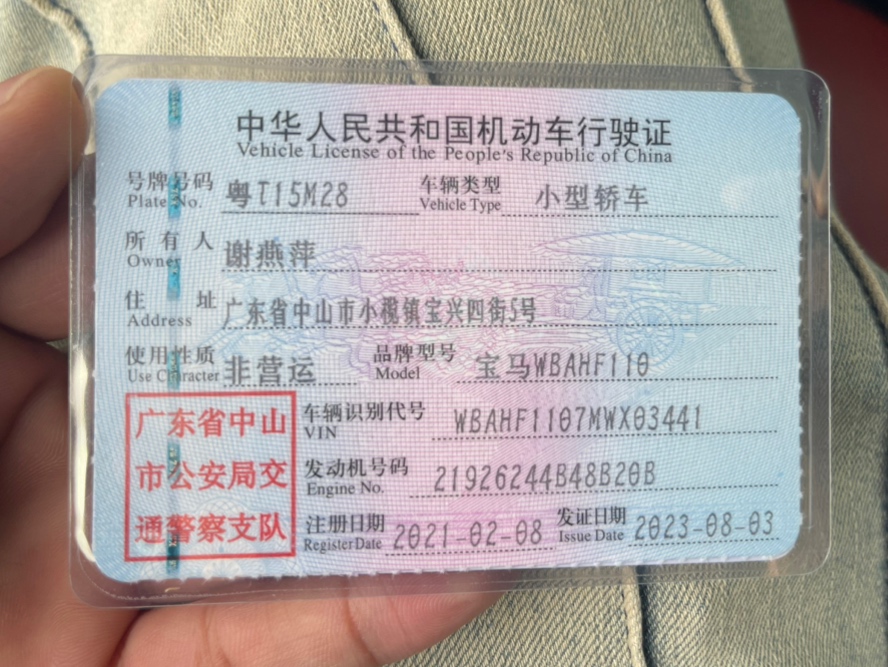 中华人民共和国机动车行驶证
Vehicle License of the People's Republic of China
号牌号码 粤T15M28 车辆类型 小型轿车
Plate No. Vehicle Type
所有人 谢燕萍
Owner
住址 广东省中山市小榄镇宝兴四街5号
Address
使用性质 非营运 品牌型号 宝马WBAHF110
Use Character Model
广东省中山 车辆识别代号 WBAHF1107MWX03441
VIN
市公安局交 发动机号码 21926244B48B20B
Engine No.
通警察支队 注册日期 2021-02-08 发证日期 2023-08-03
Register Date Issue Date